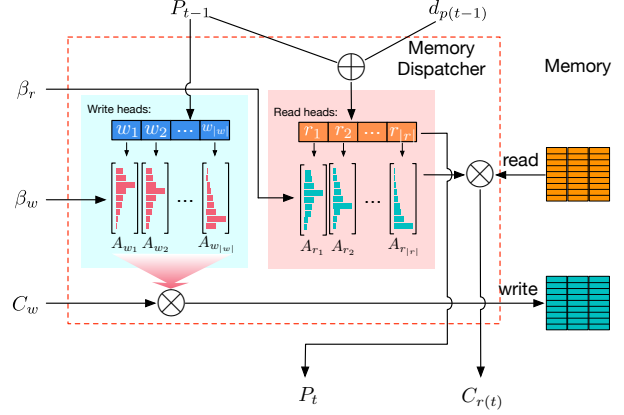 P_{t−1}
d_{p(t−1)}
Memory
Dispatcher
Memory
β_r
Write heads:
Read heads:
w_1 w_2 ... w_{|w|}
r_1 r_2 ... r_{|r|}
read
β_w
...
...
A_{w_1} A_{w_2} A_{w_{|w|}}
A_{r_1} A_{r_2} A_{r_{|r|}}
C_w
write
P_t
C_{r(t)}